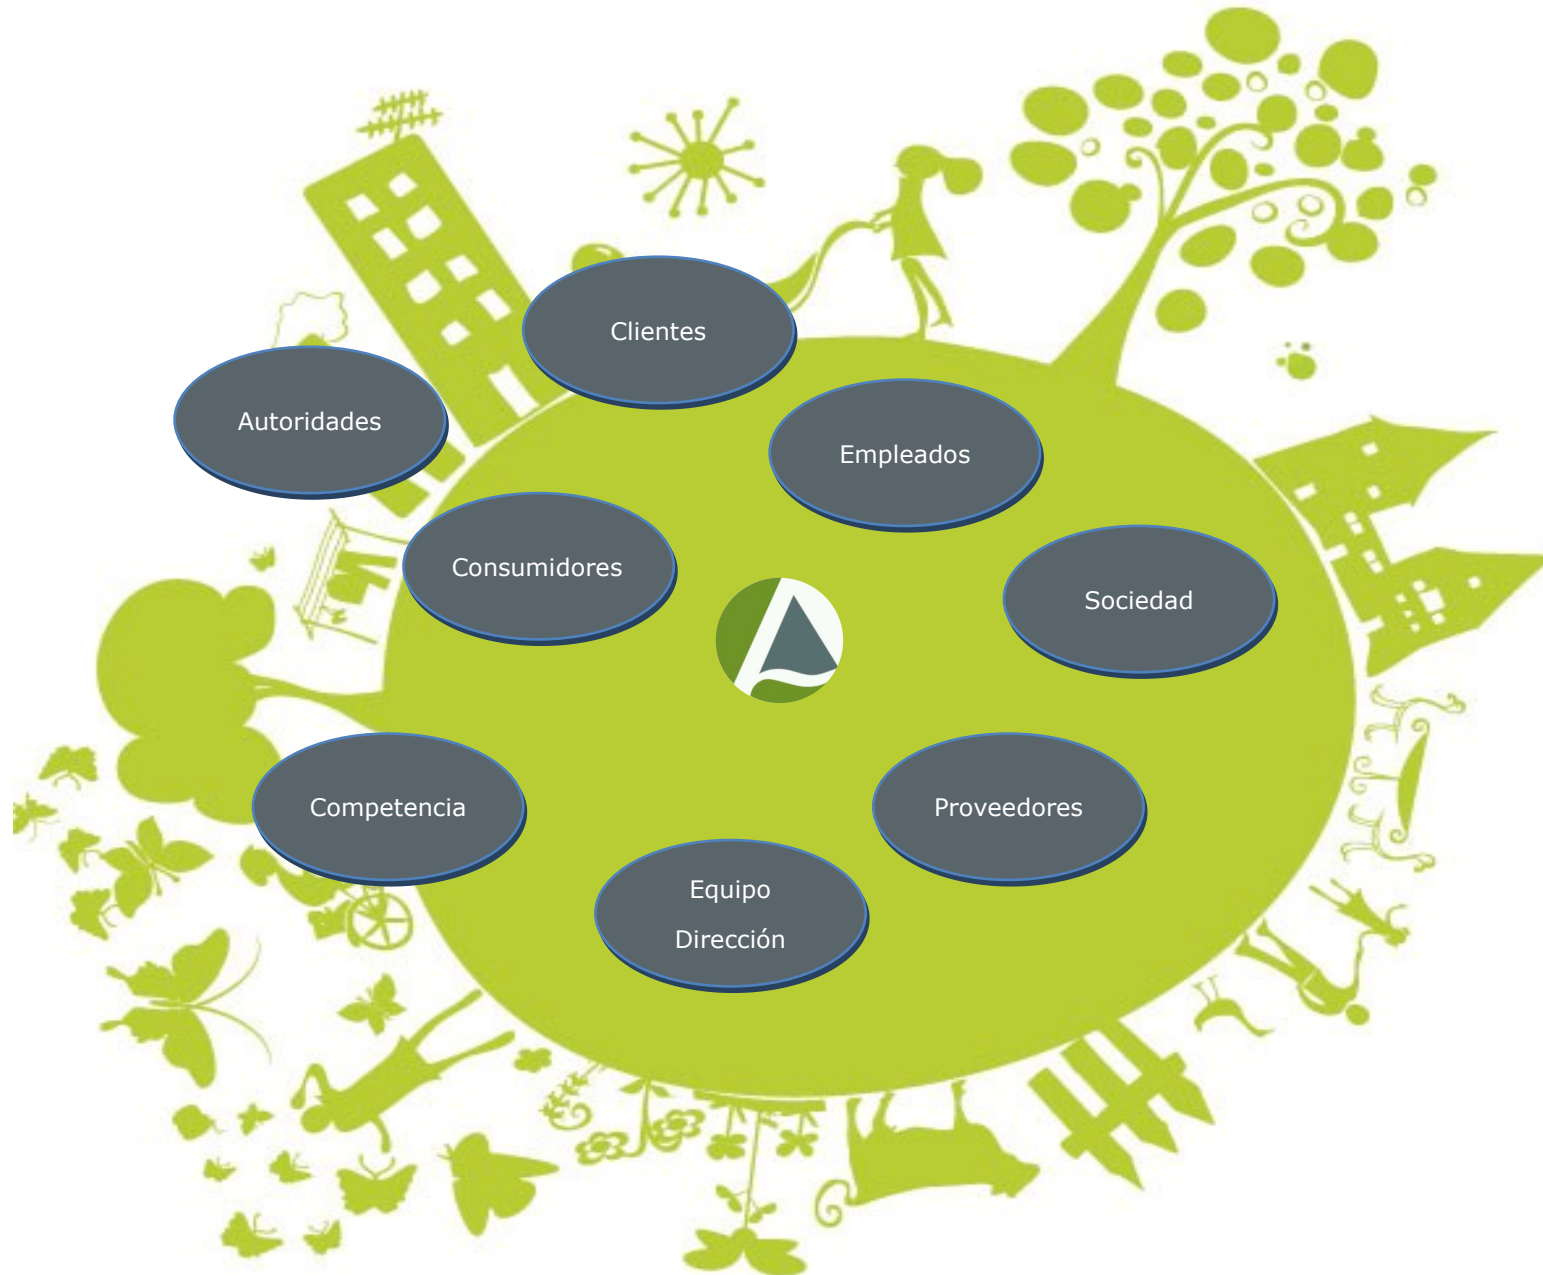 Clientes
Autoridades
Empleados
Consumidores
Sociedad
Competencia
Proveedores
Equipo
Dirección